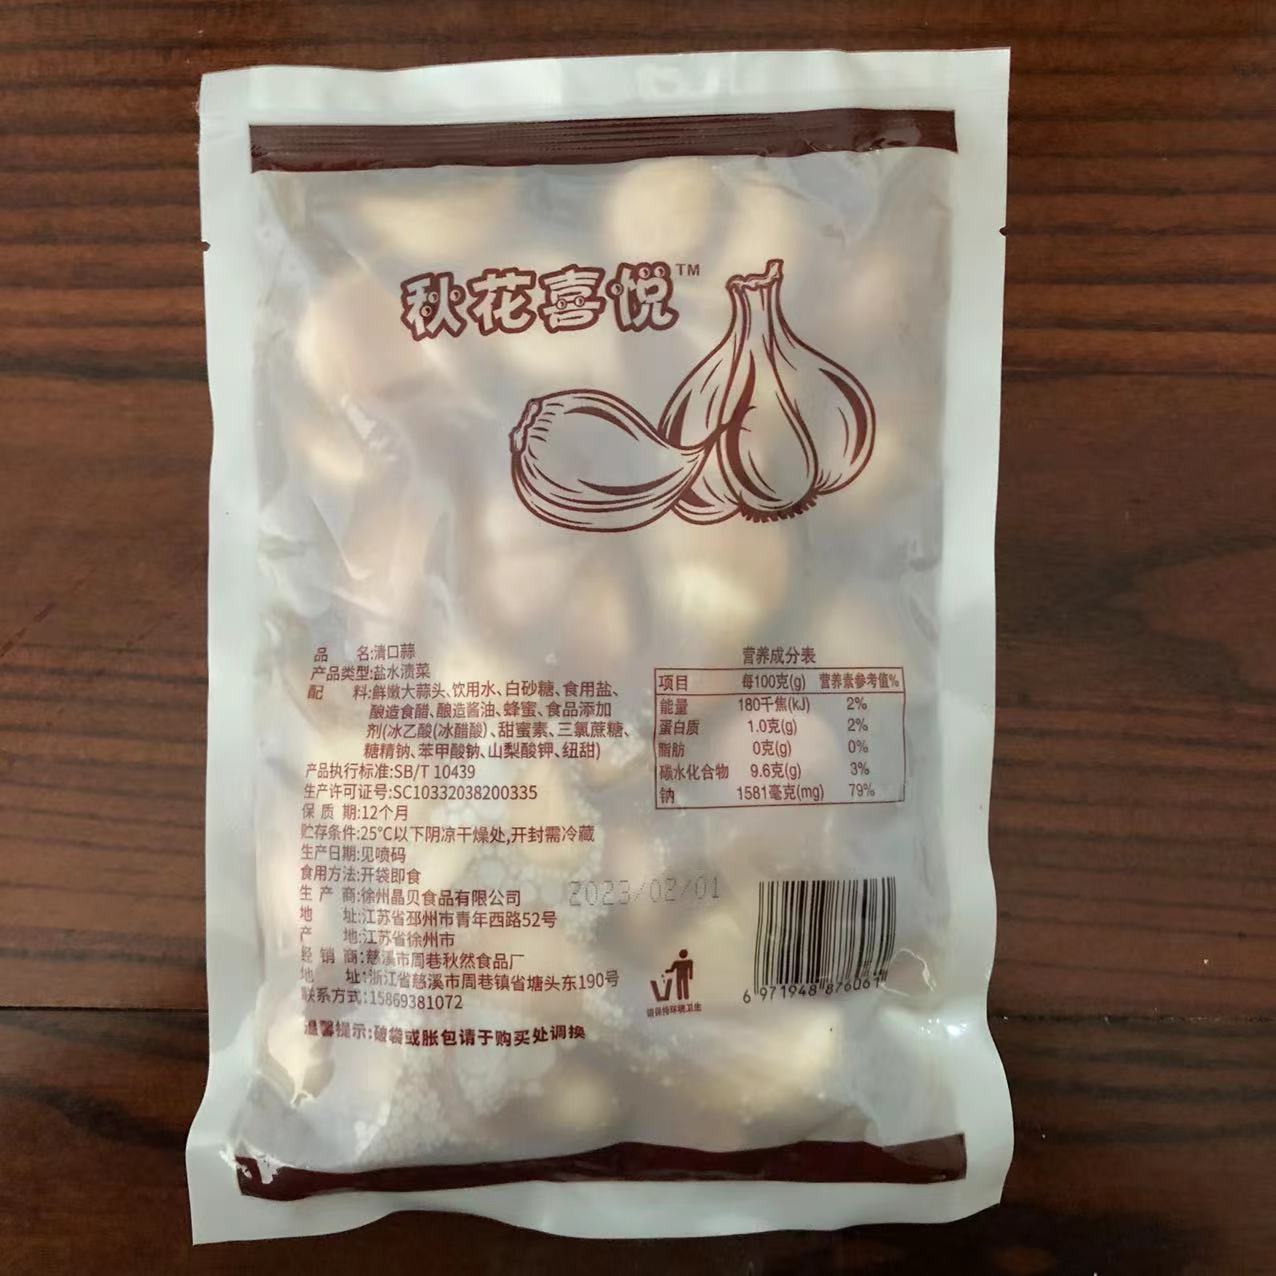 秋花喜悦™
品 名:清口蒜
产品类型:盐水渍菜
配 料:鲜嫩大蒜头、饮用水、白砂糖、食用盐、
酿造食醋、酿造酱油、蜂蜜、食品添加
剂(冰乙酸(冰醋酸)、甜蜜素、三氯蔗糖、
糖精钠、苯甲酸钠、山梨酸钾、纽甜)
产品执行标准:SB/T 10439
生产许可证号:SC10332038200335
保 质 期:12个月
贮存条件:25℃以下阴凉干燥处,开封需冷藏
生产日期:见喷码
食用方法:开袋即食
生 产 商:徐州晶贝食品有限公司
地 址:江苏省邳州市青年西路52号
产 地:江苏省徐州市
经 销 商:慈溪市周巷秋然食品厂
地 址:浙江省慈溪市周巷镇省塘头东190号
联系方式:15869381072
温馨提示:破袋或胀包请于购买处调换
营养成分表
项目 每100克(g) 营养素参考值%
能量 180千焦(kJ) 2%
蛋白质 1.0克(g) 2%
脂肪 0克(g) 0%
碳水化合物 9.6克(g) 3%
钠 1581毫克(mg) 79%
2023/02/01
请保持环境卫生
6 971948 876061